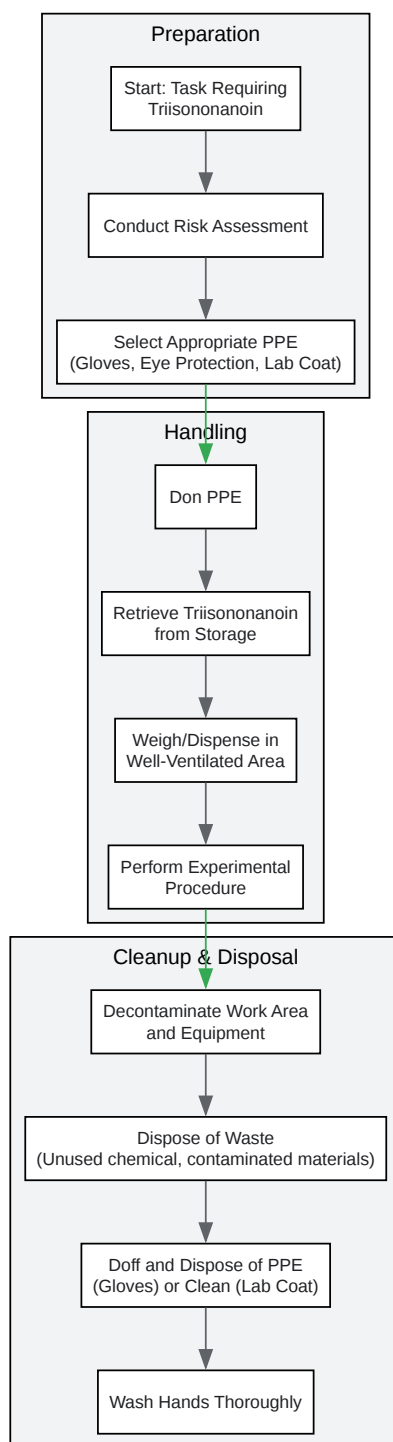 Preparation
Start: Task Requiring
Triisononanoin
Conduct Risk Assessment
Select Appropriate PPE
(Gloves, Eye Protection, Lab Coat)
Handling
Don PPE
Retrieve Triisononanoin
from Storage
Weigh/Dispense in
Well-Ventilated Area
Perform Experimental
Procedure
Cleanup & Disposal
Decontaminate Work Area
and Equipment
Dispose of Waste
(Unused chemical, contaminated materials)
Doff and Dispose of PPE
(Gloves) or Clean (Lab Coat)
Wash Hands Thoroughly